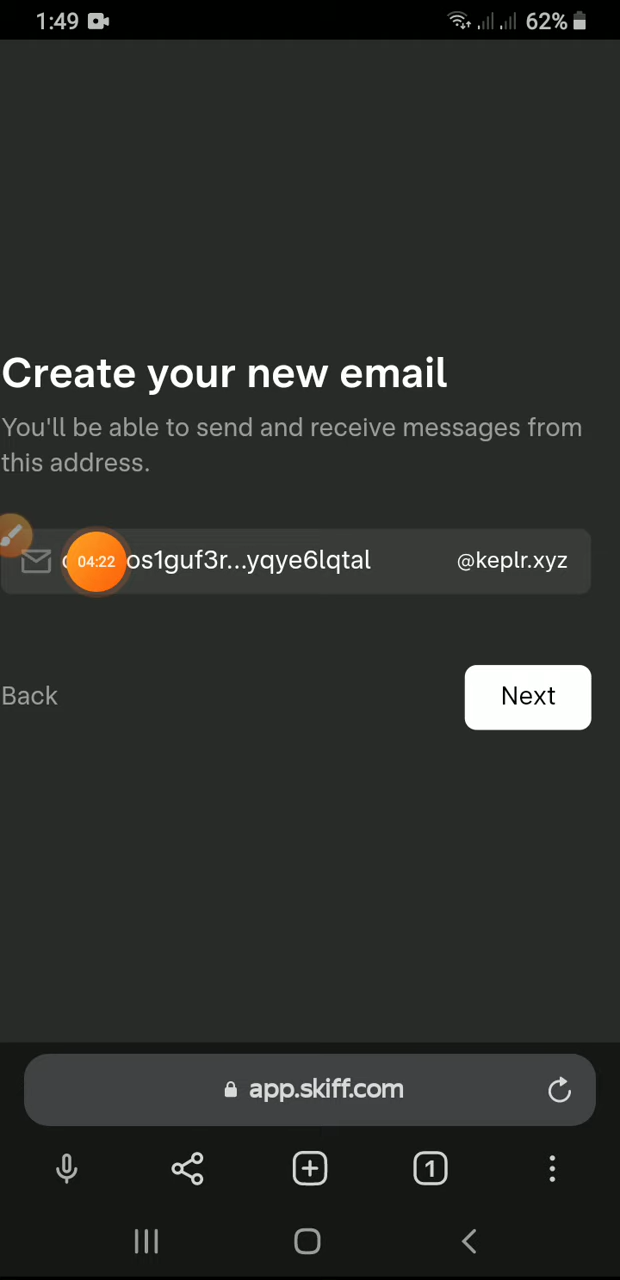 1:49 62%
Create your new email
You'll be able to send and receive messages from
this address.
04:22
os1guf3r...yqye6lqtal @keplr.xyz
Back Next
app.skiff.com
1